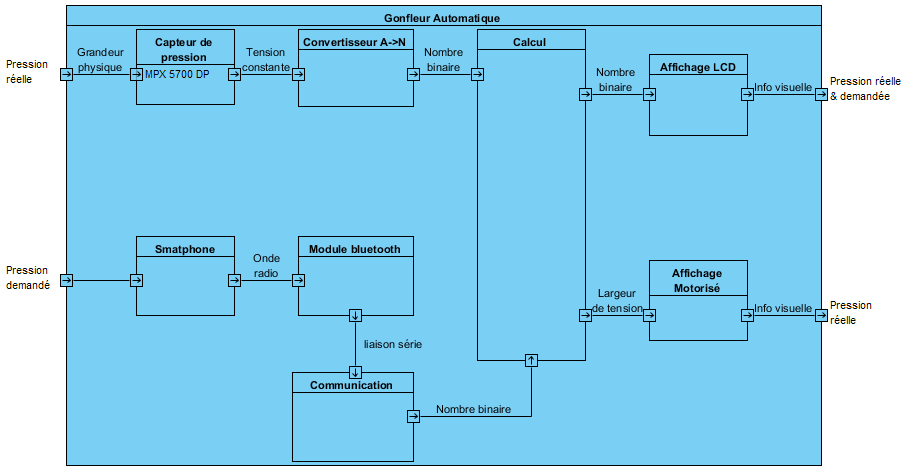 Gonfleur Automatique
Pression
réelle
Grandeur
physique
Capteur de
pression
MPX 5700 DP
Tension
constante
Convertisseur A->N
Nombre
binaire
Calcul
Nombre
binaire
Affichage LCD
Info visuelle
Pression réelle
& demandée
Pression
demandé
Smatphone
Onde
radio
Module bluetooth
liaison série
Communication
Nombre binaire
Largeur
de tension
Affichage
Motorisé
Info visuelle
Pression
réelle